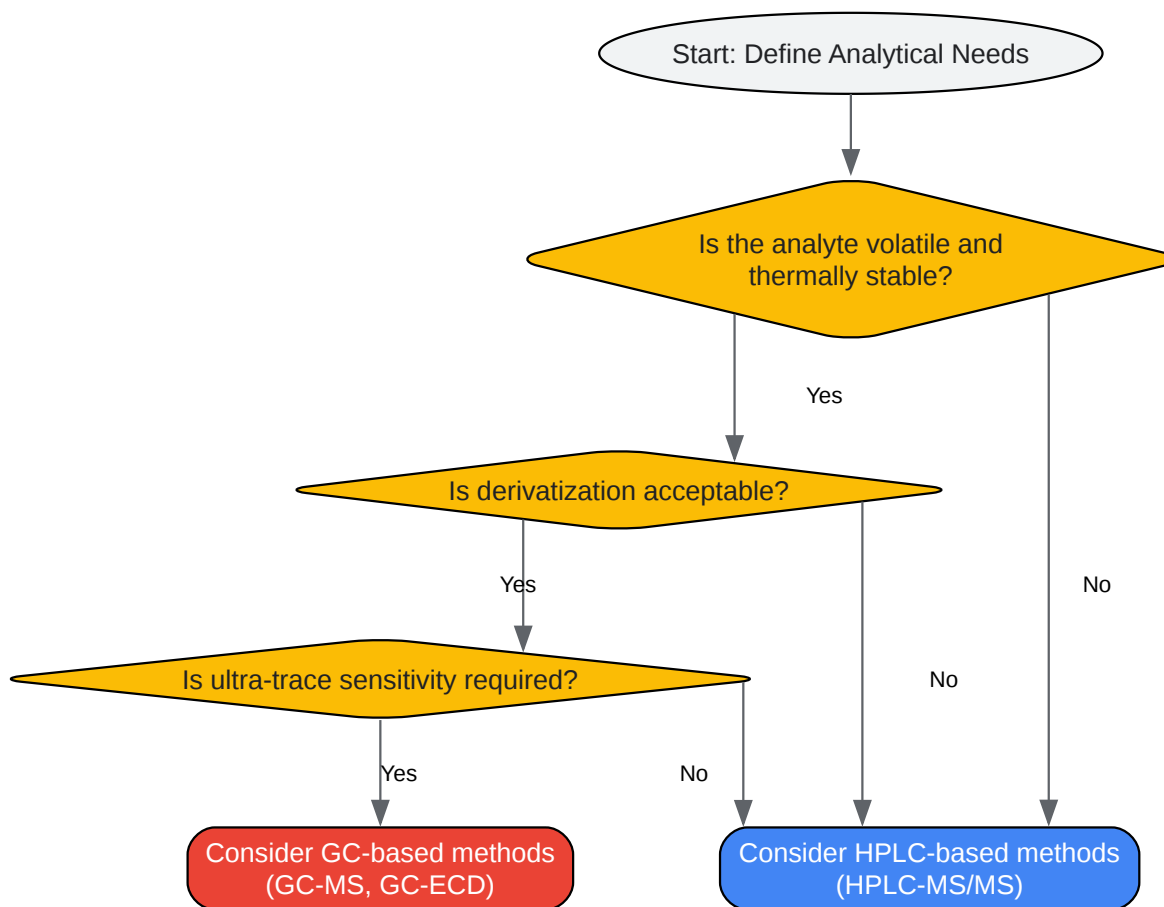 Start: Define Analytical Needs
Is the analyte volatile and
thermally stable?
Yes
Is derivatization acceptable?
Yes
No
Is ultra-trace sensitivity required?
No
Yes
No
Consider GC-based methods
(GC-MS, GC-ECD)
Consider HPLC-based methods
(HPLC-MS/MS)